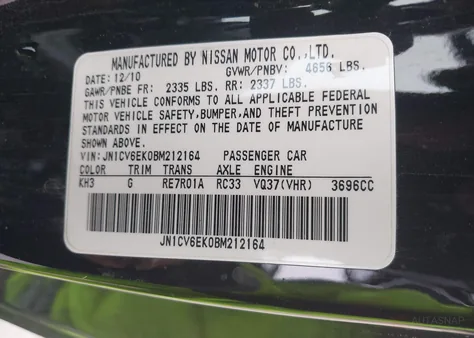 MANUFACTURED BY NISSAN MOTOR CO.,LTD.
DATE: 12/10 GVWR/PNBV: 4656 LBS.
GAWR/PNBE FR: 2335 LBS. RR: 2337 LBS.
THIS VEHICLE CONFORMS TO ALL APPLICABLE FEDERAL
MOTOR VEHICLE SAFETY,BUMPER,AND THEFT PREVENTION
STANDARDS IN EFFECT ON THE DATE OF MANUFACTURE
SHOWN ABOVE.
VIN: JN1CV6EK0BM212164 PASSENGER CAR
COLOR TRIM TRANS AXLE ENGINE
KH3 G RE7R01A RC33 VQ37(VHR) 3696CC
JN1CV6EK0BM212164
AUTASNAP